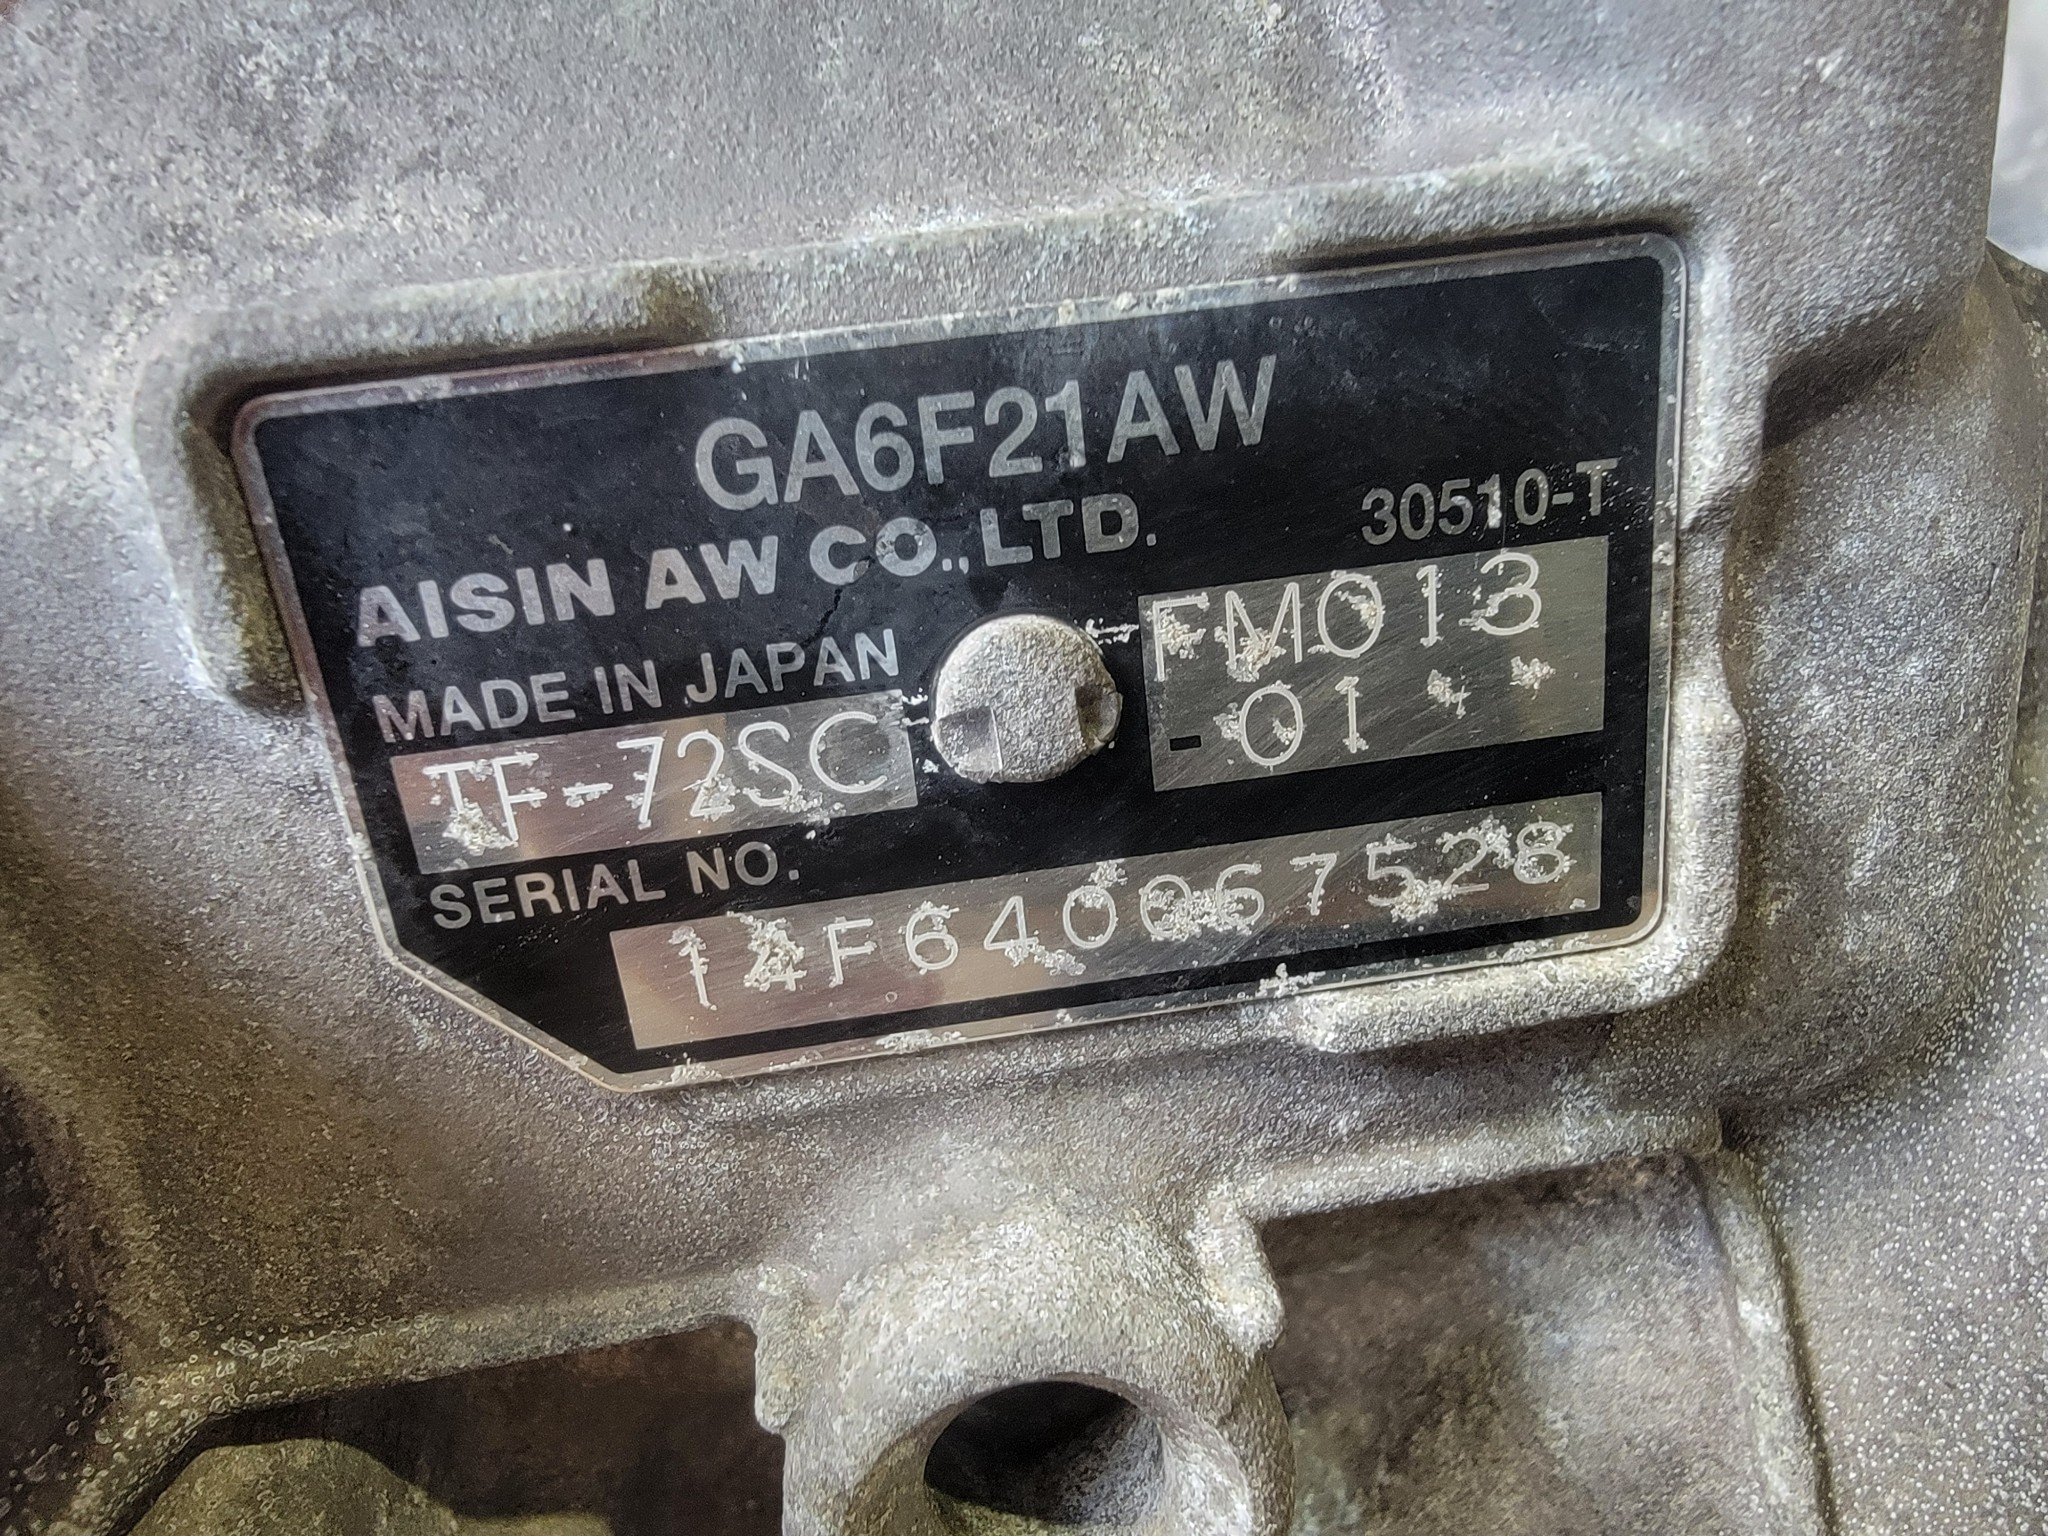 GA6F21AW
AISIN AW CO.,LTD.
30510-T
MADE IN JAPAN
FM013
TF-72SC
-01**
SERIAL NO.
14F640067528